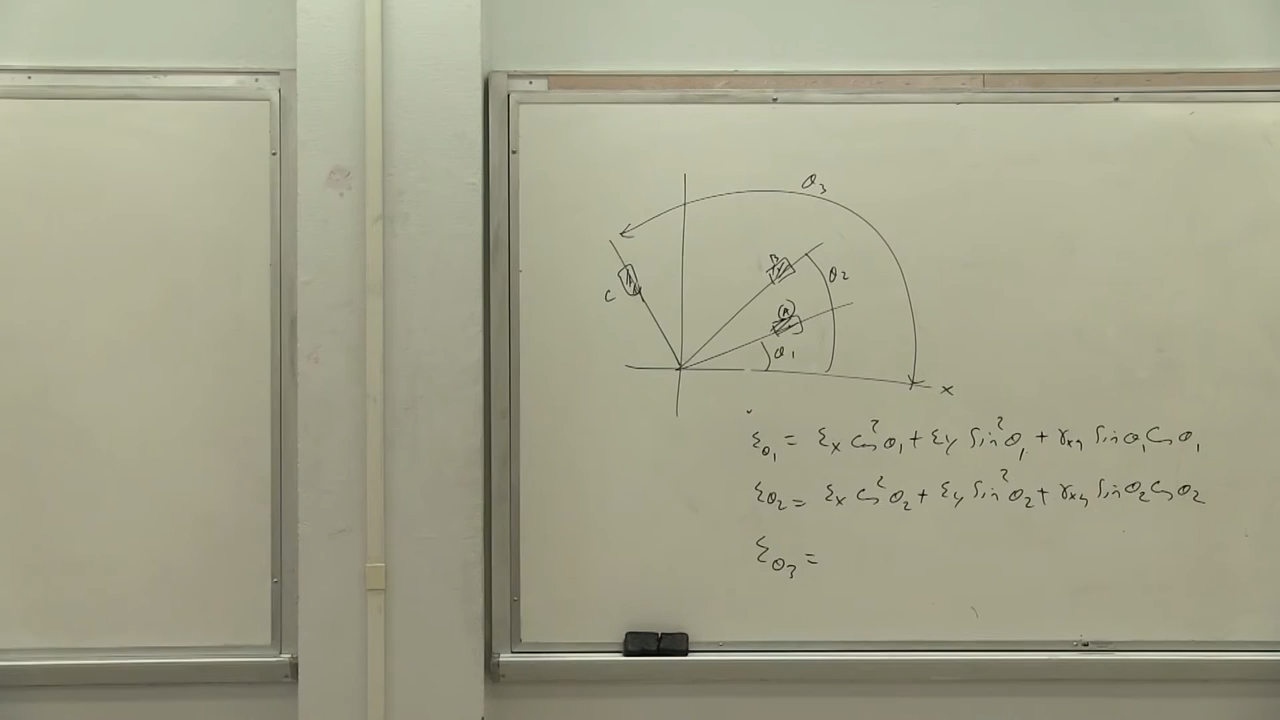 θ3
B
θ2
C
A
θ1
x
εθ1 = εx Cos²θ1 + εy Sin²θ1 + γxy Sinθ1 Cosθ1
εθ2 = εx Cos²θ2 + εy Sin²θ2 + γxy Sinθ2 Cosθ2
εθ3 =